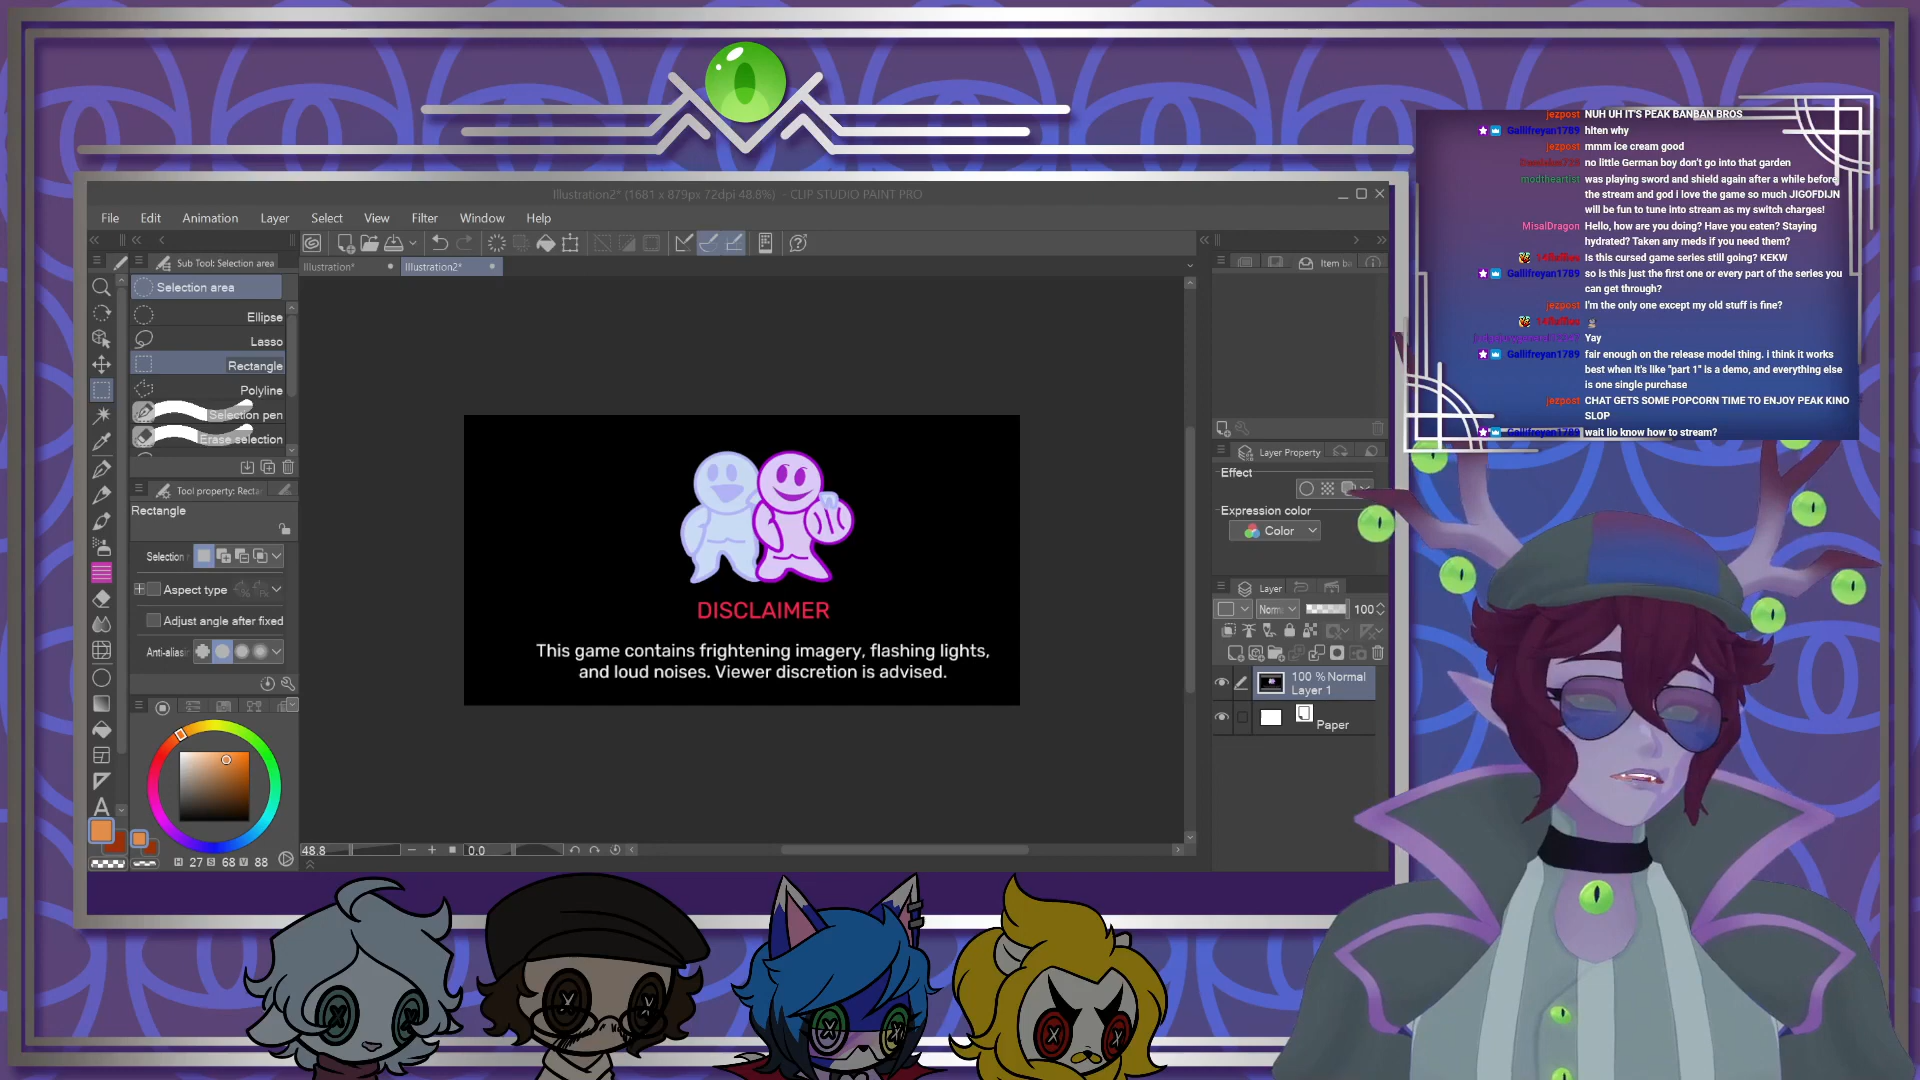 Illustration2* (1681 x 879px 72dpi 48.8%) - CLIP STUDIO PAINT PRO
File Edit Animation Layer Select View Filter Window Help
Sub Tool: Selection area
Selection area
Ellipse
Lasso
Rectangle
Polyline
Selection pen
Erase selection
Tool property: Recta
Rectangle
Selection
Aspect type
Adjust angle after fixed
Anti-alias
H 27 S 68 V 88
Illustration*
Illustration2*
DISCLAIMER
This game contains frightening imagery, flashing lights,
and loud noises. Viewer discretion is advised.
48.8
0.0
Item ba
Layer Property
Effect
Expression color
Color
Layer
Norm
100
100 % Normal
Layer 1
Paper
jezpost NUH UH IT'S PEAK BANBAN BROS
Gallifreyan1789 hiten why
jezpost mmm ice cream good
no little German boy don't go into that garden
modtheartist was playing sword and shield again after a while before
the stream and god i love the game so much JIGOFDIJN
will be fun to tune into stream as my switch charges!
MisalDragon Hello, how are you doing? Have you eaten? Staying
hydrated? Taken any meds if you need them?
Is this cursed game series still going? KEKW
Gallifreyan1789 so is this just the first one or every part of the series you
can get through?
jezpost I'm the only one except my old stuff is fine?
Yay
Gallifreyan1789 fair enough on the release model thing. i think it works
best when it's like "part 1" is a demo, and everything else
is one single purchase
jezpost CHAT GETS SOME POPCORN TIME TO ENJOY PEAK KINO
SLOP
Gallifreyan1789 wait lio know how to stream?